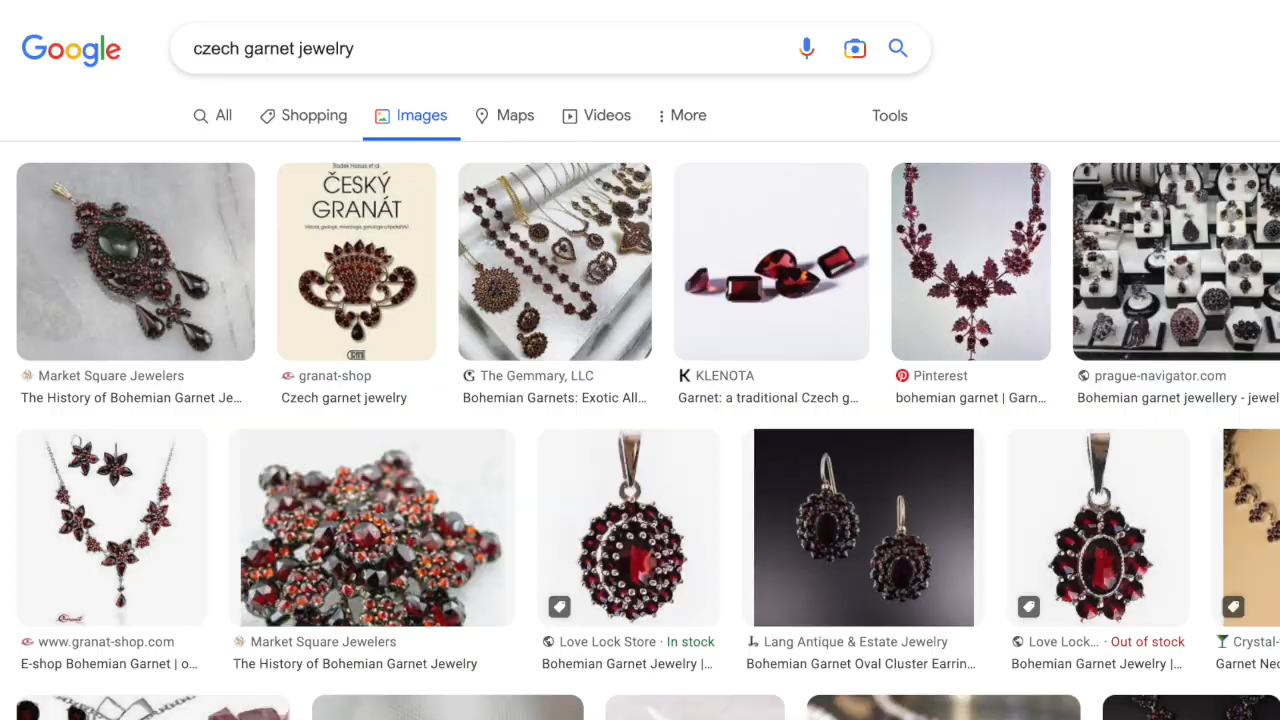 Google
czech garnet jewelry
All
Shopping
Images
Maps
Videos
More
Tools
ČESKÝ
GRANÁT
Market Square Jewelers
The History of Bohemian Garnet Je...
granat-shop
Czech garnet jewelry
The Gemmary, LLC
Bohemian Garnets: Exotic All...
KLENOTA
Garnet: a traditional Czech g...
Pinterest
bohemian garnet | Garn...
prague-navigator.com
Bohemian garnet jewellery - jewel
www.granat-shop.com
E-shop Bohemian Garnet | o...
Market Square Jewelers
The History of Bohemian Garnet Jewelry
Love Lock Store · In stock
Bohemian Garnet Jewelry |...
Lang Antique & Estate Jewelry
Bohemian Garnet Oval Cluster Earrin...
Love Lock... · Out of stock
Bohemian Garnet Jewelry |...
Crystal-
Garnet Nec